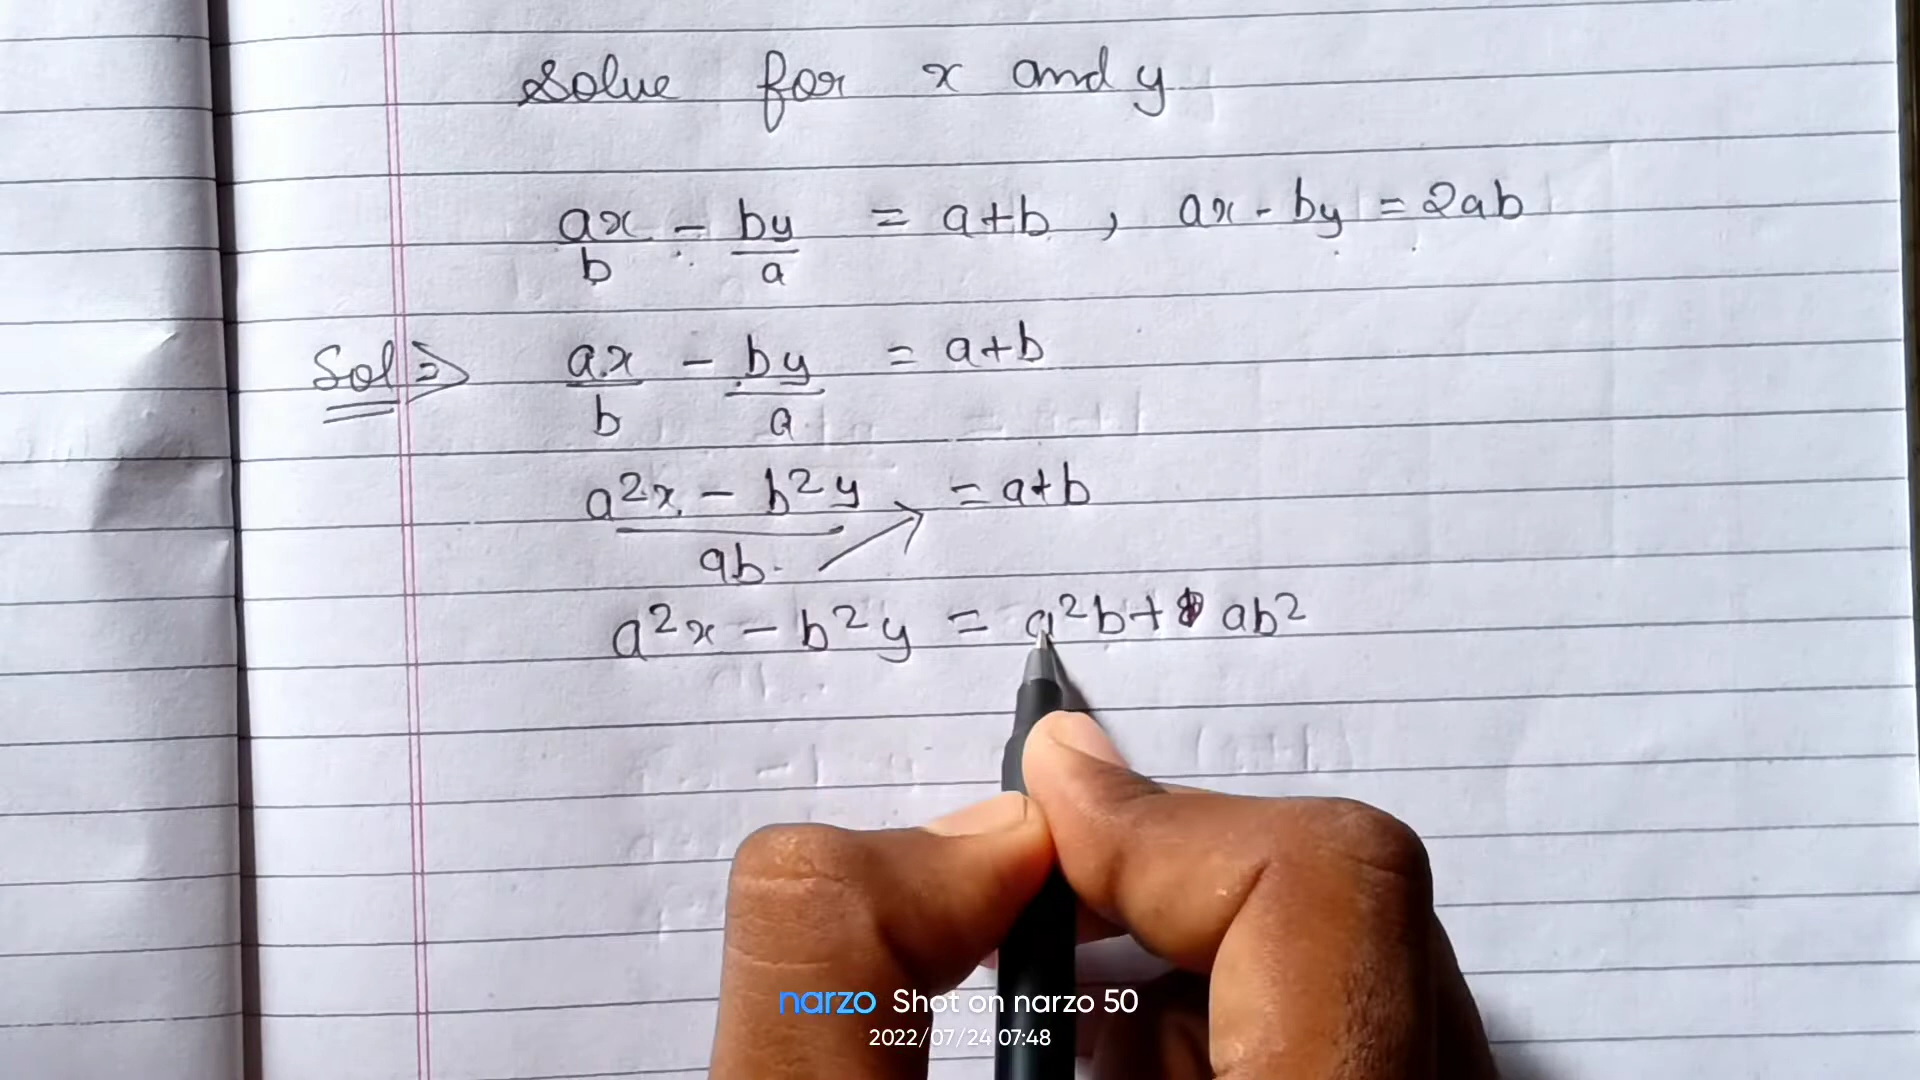 Solve for x and y
ax/b - by/a = a+b , ax - by = 2ab
Sol ⇒ ax/b - by/a = a+b
a²x - b²y / ab = a+b
a²x - b²y = a²b + ab²
narzo Shot on narzo 50
2022/07/24 07:48